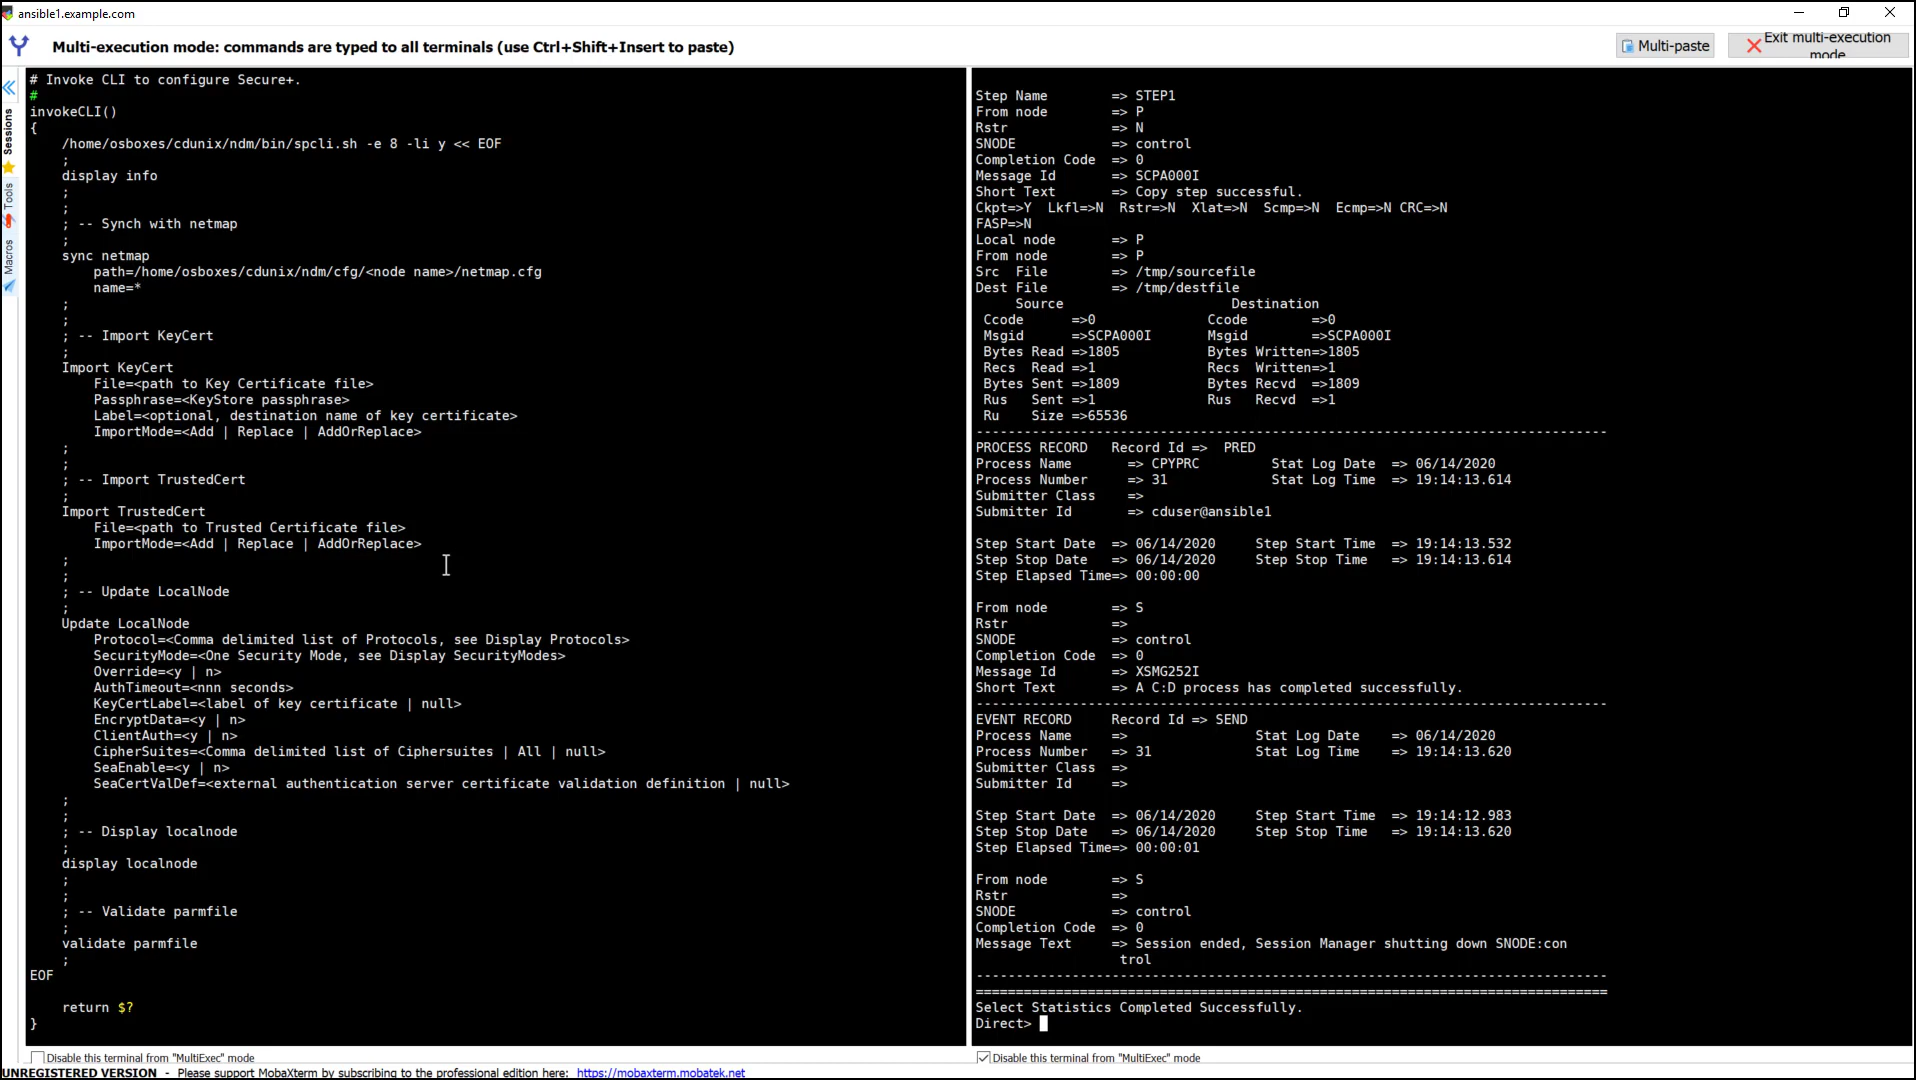 ansible1.example.com
Multi-execution mode: commands are typed to all terminals (use Ctrl+Shift+Insert to paste)
Multi-paste
Exit multi-execution
mode
Sessions
Tools
Macros
# Invoke CLI to configure Secure+.
#
invokeCLI()
{
/home/osboxes/cdunix/ndm/bin/spcli.sh -e 8 -li y << EOF
;
display info
;
;
; -- Synch with netmap
;
sync netmap
path=/home/osboxes/cdunix/ndm/cfg/<node name>/netmap.cfg
name=*
;
;
; -- Import KeyCert
;
Import KeyCert
File=<path to Key Certificate file>
Passphrase=<KeyStore passphrase>
Label=<optional, destination name of key certificate>
ImportMode=<Add | Replace | AddOrReplace>
;
;
; -- Import TrustedCert
;
Import TrustedCert
File=<path to Trusted Certificate file>
ImportMode=<Add | Replace | AddOrReplace>
;
;
; -- Update LocalNode
;
Update LocalNode
Protocol=<Comma delimited list of Protocols, see Display Protocols>
SecurityMode=<One Security Mode, see Display SecurityModes>
Override=<y | n>
AuthTimeout=<nnn seconds>
KeyCertLabel=<label of key certificate | null>
EncryptData=<y | n>
ClientAuth=<y | n>
CipherSuites=<Comma delimited list of Ciphersuites | All | null>
SeaEnable=<y | n>
SeaCertValDef=<external authentication server certificate validation definition | null>
;
;
; -- Display localnode
;
display localnode
;
;
; -- Validate parmfile
;
validate parmfile
;
EOF
return $?
}
Disable this terminal from "MultiExec" mode
Step Name => STEP1
From node => P
Rstr => N
SNODE => control
Completion Code => 0
Message Id => SCPA000I
Short Text => Copy step successful.
Ckpt=>Y Lkfl=>N Rstr=>N Xlat=>N Scmp=>N Ecmp=>N CRC=>N
FASP=>N
Local node => P
From node => P
Src File => /tmp/sourcefile
Dest File => /tmp/destfile
Source Destination
Ccode =>0 Ccode =>0
Msgid =>SCPA000I Msgid =>SCPA000I
Bytes Read =>1805 Bytes Written=>1805
Recs Read =>1 Recs Written=>1
Bytes Sent =>1809 Bytes Recvd =>1809
Rus Sent =>1 Rus Recvd =>1
Ru Size =>65536
-------------------------------------------------------------------------------
PROCESS RECORD Record Id => PRED
Process Name => CPYPRC Stat Log Date => 06/14/2020
Process Number => 31 Stat Log Time => 19:14:13.614
Submitter Class =>
Submitter Id => cduser@ansible1
Step Start Date => 06/14/2020 Step Start Time => 19:14:13.532
Step Stop Date => 06/14/2020 Step Stop Time => 19:14:13.614
Step Elapsed Time=> 00:00:00
From node => S
Rstr =>
SNODE => control
Completion Code => 0
Message Id => XSMG252I
Short Text => A C:D process has completed successfully.
-------------------------------------------------------------------------------
EVENT RECORD Record Id => SEND
Process Name => Stat Log Date => 06/14/2020
Process Number => 31 Stat Log Time => 19:14:13.620
Submitter Class =>
Submitter Id =>
Step Start Date => 06/14/2020 Step Start Time => 19:14:12.983
Step Stop Date => 06/14/2020 Step Stop Time => 19:14:13.620
Step Elapsed Time=> 00:00:01
From node => S
Rstr =>
SNODE => control
Completion Code => 0
Message Text => Session ended, Session Manager shutting down SNODE:con
trol
-------------------------------------------------------------------------------
===============================================================================
Select Statistics Completed Successfully.
Direct>
Disable this terminal from "MultiExec" mode
UNREGISTERED VERSION - Please support MobaXterm by subscribing to the professional edition here: https://mobaxterm.mobatek.net